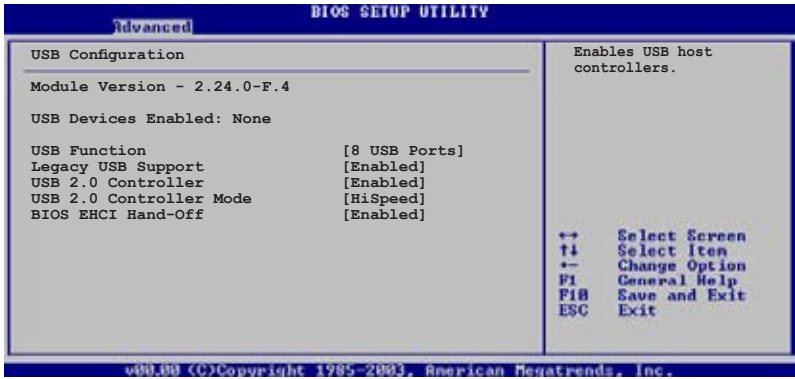 BIOS SETUP UTILITY
Advanced
USB Configuration
Module Version - 2.24.0-F.4
USB Devices Enabled: None
USB Function [8 USB Ports]
Legacy USB Support [Enabled]
USB 2.0 Controller [Enabled]
USB 2.0 Controller Mode [HiSpeed]
BIOS EHCI Hand-Off [Enabled]
Enables USB host
controllers.
↔ Select Screen
↑↓ Select Item
+- Change Option
F1 General Help
F10 Save and Exit
ESC Exit
v00.00 (C)Copyright 1985-2003, American Megatrends, Inc.